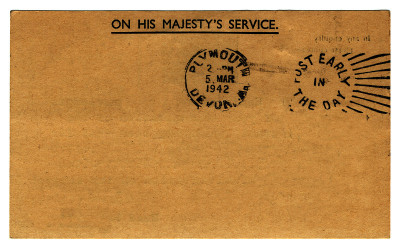 ON HIS MAJESTY'S SERVICE.
PLYMOUTH
2 - PM
5 MAR
1942
DEVON
POST EARLY
IN
THE DAY